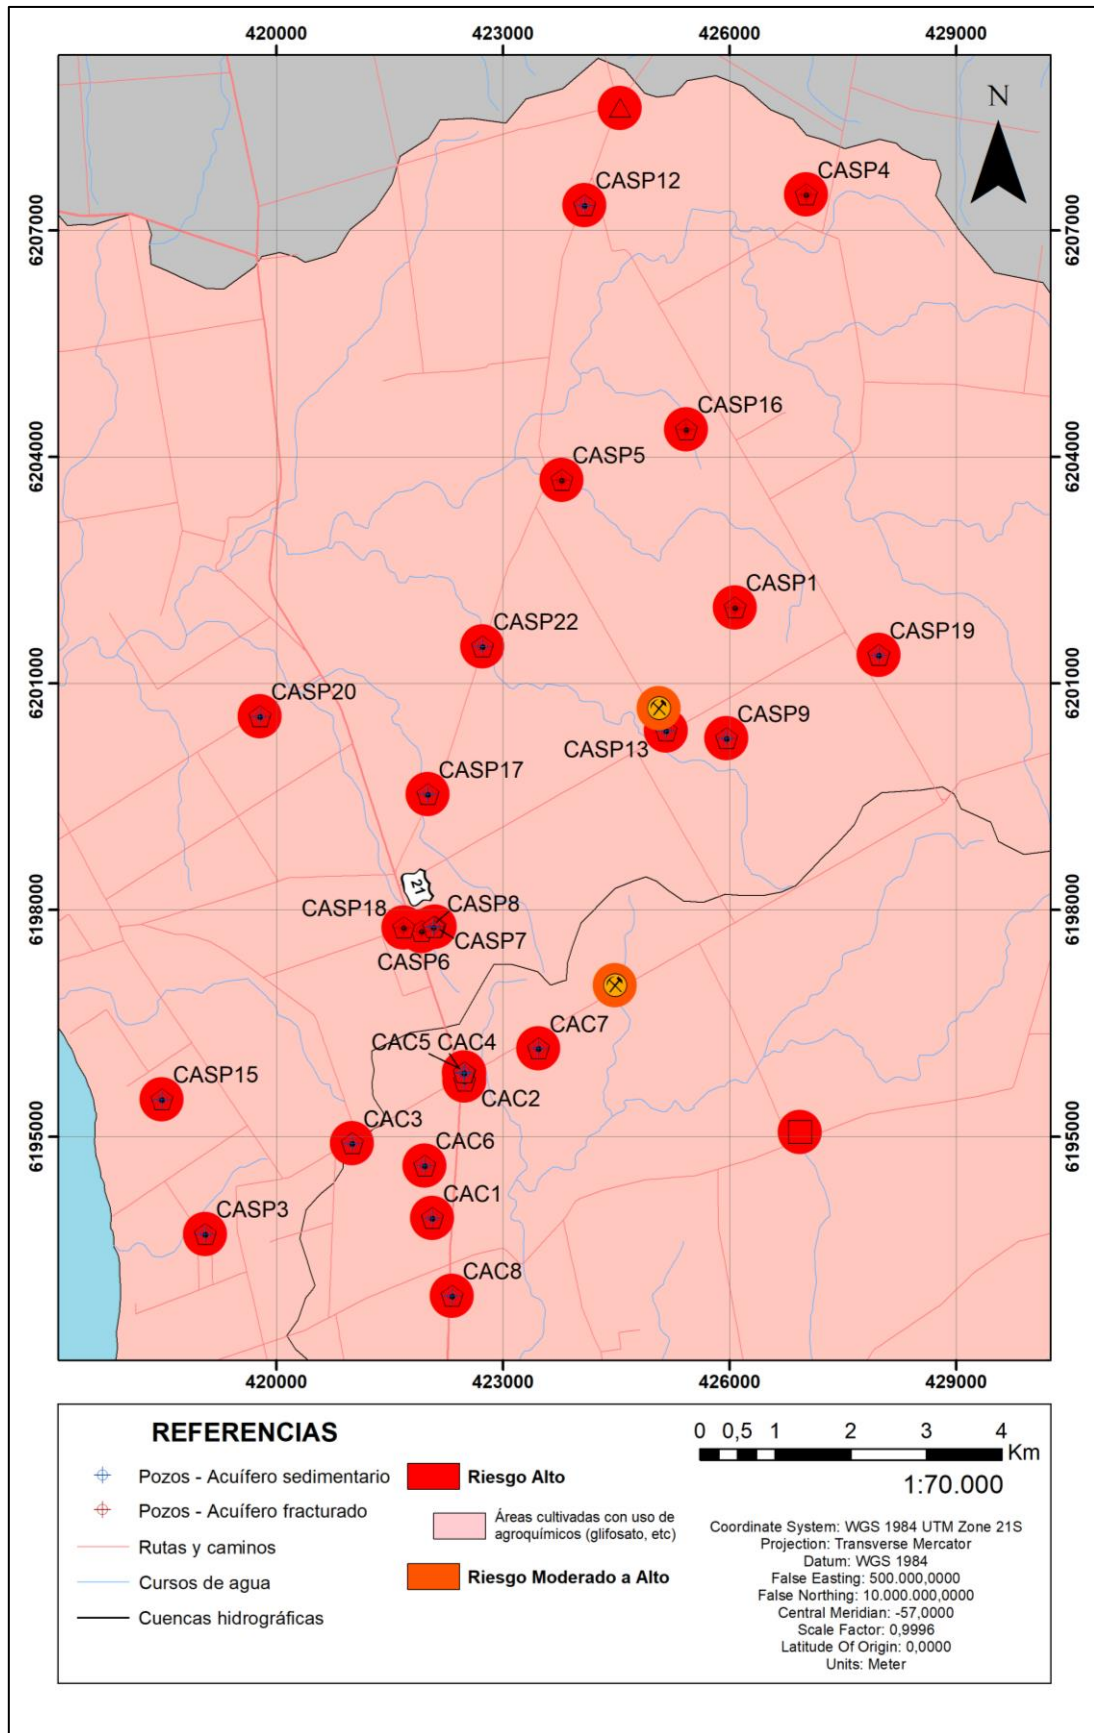 420000 423000 426000 429000
N
CASP12
CASP4
6207000
6207000
CASP16
CASP5
6204000
6204000
CASP1
CASP22
CASP19
6201000
6201000
CASP20
CASP13
CASP9
CASP17
21
6198000
6198000
CASP18
CASP8
CASP7
CASP6
CAC7
CAC5 CAC4
CAC2
CASP15
CAC3
6195000
6195000
CAC6
CAC1
CASP3
CAC8
420000 423000 426000 429000
REFERENCIAS
Pozos - Acuífero sedimentario
Pozos - Acuífero fracturado
Rutas y caminos
Cursos de agua
Cuencas hidrográficas
Riesgo Alto
Áreas cultivadas con uso de
agroquímicos (glifosato, etc)
Riesgo Moderado a Alto
0 0,5 1 2 3 4
Km
1:70.000
Coordinate System: WGS 1984 UTM Zone 21S
Projection: Transverse Mercator
Datum: WGS 1984
False Easting: 500.000,0000
False Northing: 10.000.000,0000
Central Meridian: -57,0000
Scale Factor: 0,9996
Latitude Of Origin: 0,0000
Units: Meter